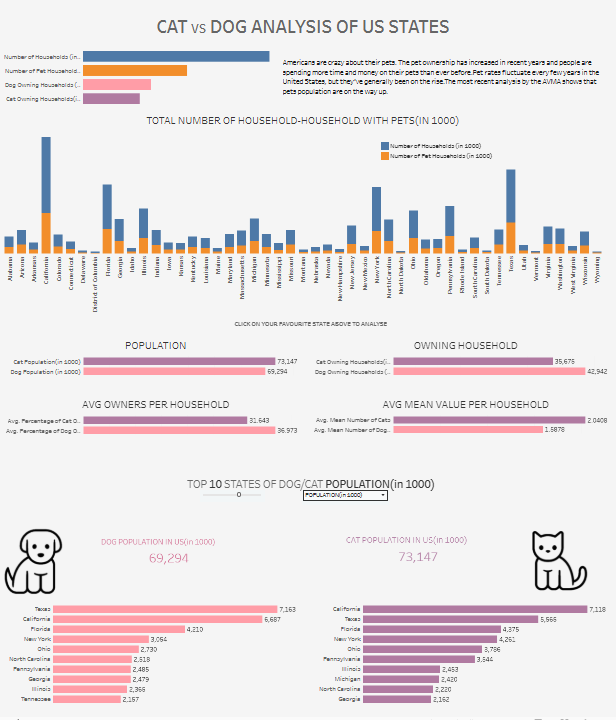 CAT vs DOG ANALYSIS OF US STATES
Number of Households (in..
Number of Pet Household..
Dog Owning Households (..
Cat Owning Households(i..
Americans are crazy about their pets. The pet ownership has increased in recent years and people are
spending more time and money on their pets than ever before.Pet rates fluctuate every few years in the
United States, but they've generally been on the rise.The most recent analysis by the AVMA shows that
pets population are on the way up.
TOTAL NUMBER OF HOUSEHOLD-HOUSEHOLD WITH PETS(IN 1000)
Number of Households (in 1000)
Number of Pet Households (in 1000)
Alabama
Arizona
Arkansas
California
Colorado
Connecticut
Delaware
District of Columbia
Florida
Georgia
Idaho
Illinois
Indiana
Iowa
Kansas
Kentucky
Louisiana
Maine
Maryland
Massachusetts
Michigan
Minnesota
Mississippi
Missouri
Montana
Nebraska
Nevada
New Hampshire
New Jersey
New Mexico
New York
North Carolina
North Dakota
Ohio
Oklahoma
Oregon
Pennsylvania
Rhode Island
South Carolina
South Dakota
Tennessee
Texas
Utah
Vermont
Virginia
Washington
West Virginia
Wisconsin
Wyoming
CLICK ON YOUR FAVOURITE STATE ABOVE TO ANALYSE
POPULATION
Cat Population(in 1000) 73,147
Dog Population (in 1000) 69,294
OWNING HOUSEHOLD
Cat Owning Households(i.. 35,675
Dog Owning Households (.. 42,942
AVG OWNERS PER HOUSEHOLD
Avg. Percentage of Cat O.. 31.643
Avg. Percentage of Dog O.. 36.973
AVG MEAN VALUE PER HOUSEHOLD
Avg. Mean Number of Cats 2.0408
Avg. Mean Number of Dog.. 1.5878
TOP 10 STATES OF DOG/CAT POPULATION(in 1000)
0
POPULATION(in 1000)
DOG POPULATION IN US(in 1000)
69,294
CAT POPULATION IN US(in 1000)
73,147
Texas 7,163
California 6,687
Florida 4,210
New York 3,054
Ohio 2,730
North Carolina 2,618
Pennsylvania 2,485
Georgia 2,479
Illinois 2,366
Tennessee 2,157
California 7,118
Texas 5,565
Florida 4,375
New York 4,261
Ohio 3,786
Pennsylvania 3,544
Illinois 2,453
Michigan 2,420
North Carolina 2,220
Georgia 2,162